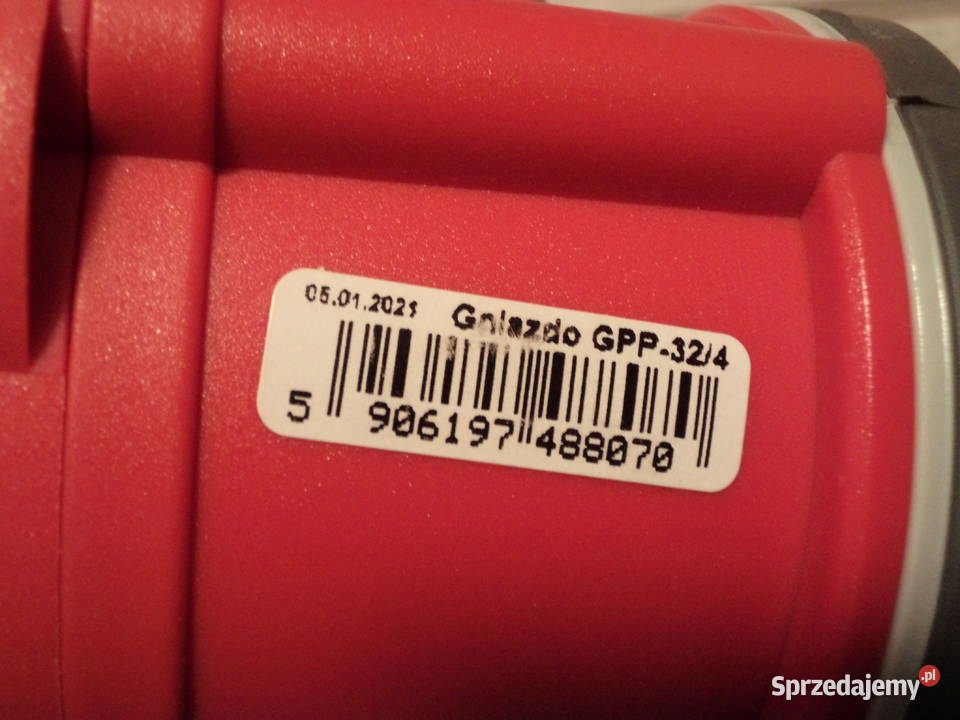 05.01.2021 Gniazdo GPP-32/4
5 906197 488070
Sprzedajemy.pl